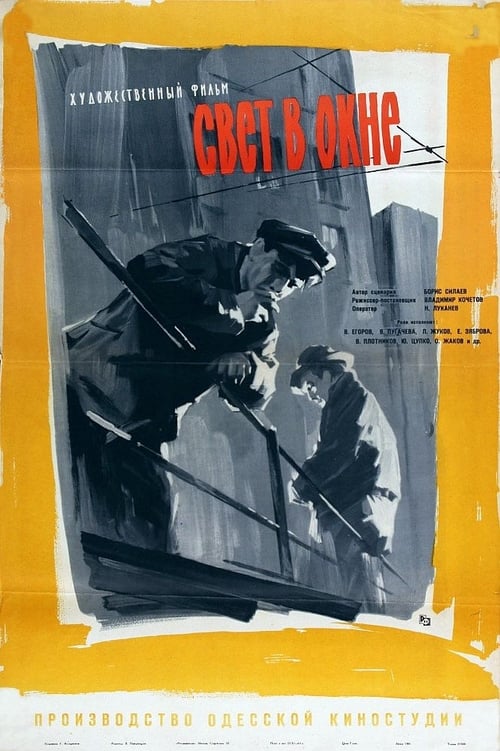 ХУДОЖЕСТВЕННЫЙ ФИЛЬМ
СВЕТ В ОКНЕ
Автор сценария БОРИС СИЛАЕВ
Режиссер-постановщик ВЛАДИМИР КОЧЕТОВ
Оператор Н. ЛУКАНЕВ
Роли исполняют:
В. ЕГОРОВ, В. ПУГАЧЕВА, Л. ЖУКОВ, Е. ЗЯБРОВА,
В. ПЛОТНИКОВ, Ю. ЦУПКО, О. ЖАКОВ и др.
ПРОИЗВОДСТВО ОДЕССКОЙ КИНОСТУДИИ